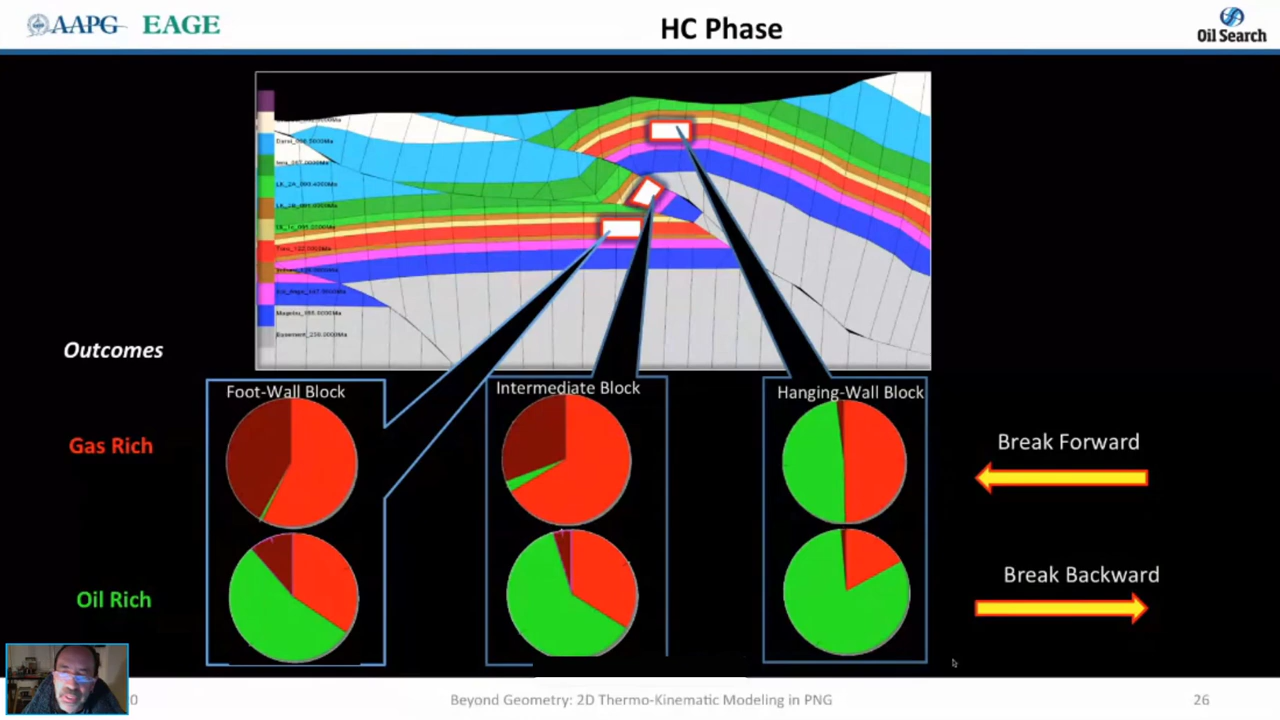 AAPG EAGE
HC Phase
Oil Search
Outcomes
Foot-Wall Block
Intermediate Block
Hanging-Wall Block
Gas Rich
Break Forward
Oil Rich
Break Backward
0
Beyond Geometry: 2D Thermo-Kinematic Modeling in PNG
26